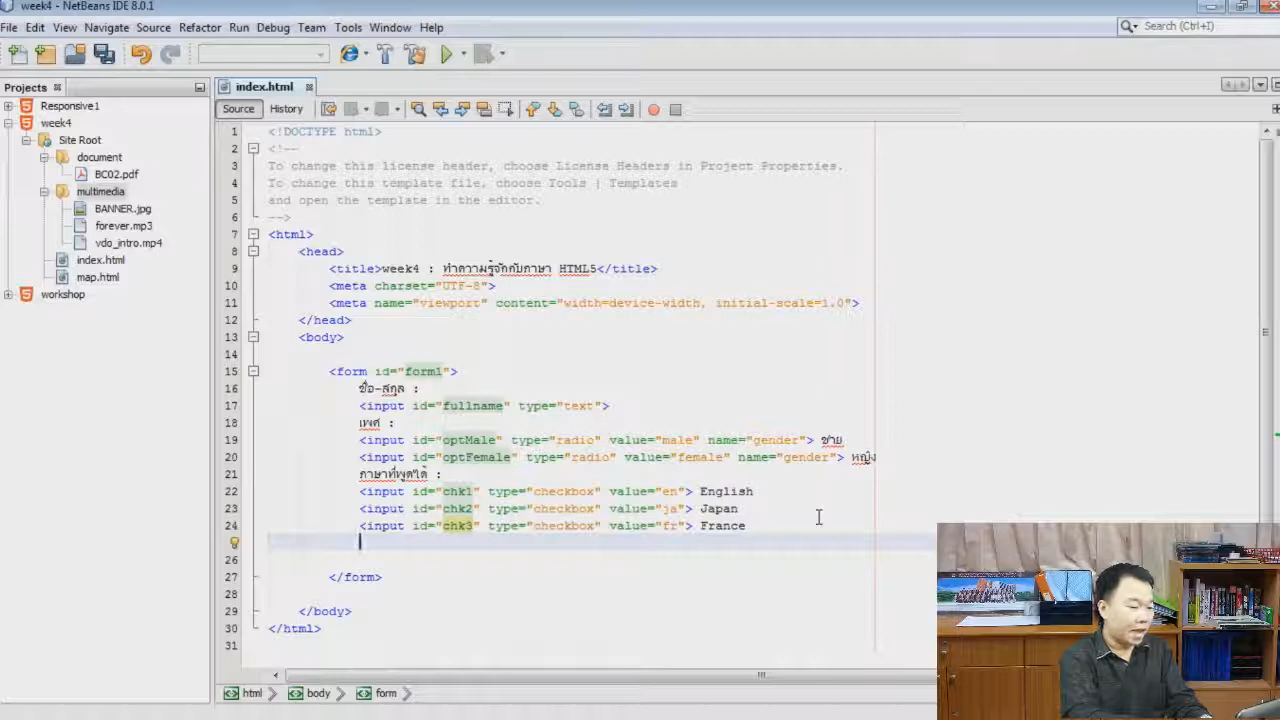 week4 - NetBeans IDE 8.0.1
File Edit View Navigate Source Refactor Run Debug Team Tools Window Help
Search (Ctrl+I)
Projects
index.html
Responsive1
week4
Site Root
document
BC02.pdf
multimedia
BANNER.jpg
forever.mp3
vdo_intro.mp4
index.html
map.html
workshop
Source History
1 <!DOCTYPE html>
2 <!--
3 To change this license header, choose License Headers in Project Properties.
4 To change this template file, choose Tools | Templates
5 and open the template in the editor.
6 -->
7 <html>
8 <head>
9 <title>week4 : ทำความรู้จักกับภาษา HTML5</title>
10 <meta charset="UTF-8">
11 <meta name="viewport" content="width=device-width, initial-scale=1.0">
12 </head>
13 <body>
14
15 <form id="form1">
16 ชื่อ-สกุล :
17 <input id="fullname" type="text">
18 เพศ :
19 <input id="optMale" type="radio" value="male" name="gender"> ชาย
20 <input id="optFemale" type="radio" value="female" name="gender"> หญิง
21 ภาษาที่พูดได้ :
22 <input id="chk1" type="checkbox" value="en"> English
23 <input id="chk2" type="checkbox" value="ja"> Japan
24 <input id="chk3" type="checkbox" value="fr"> France
26
27 </form>
28
29 </body>
30 </html>
31
html body form